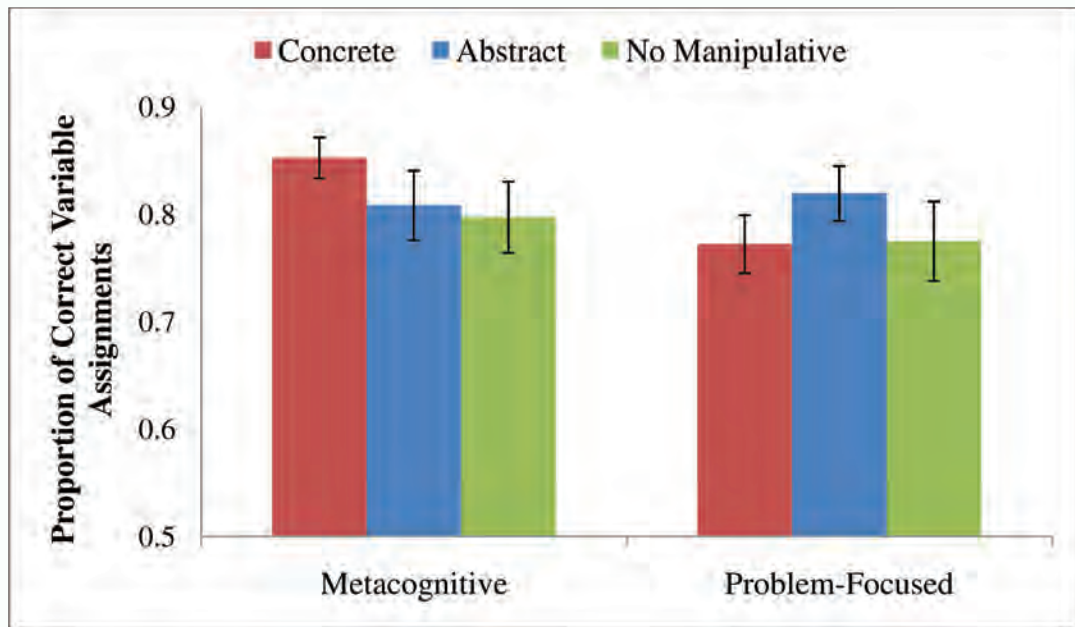 Concrete Abstract No Manipulative
Proportion of Correct Variable
Assignments
0.9
0.8
0.7
0.6
0.5
Metacognitive Problem-Focused